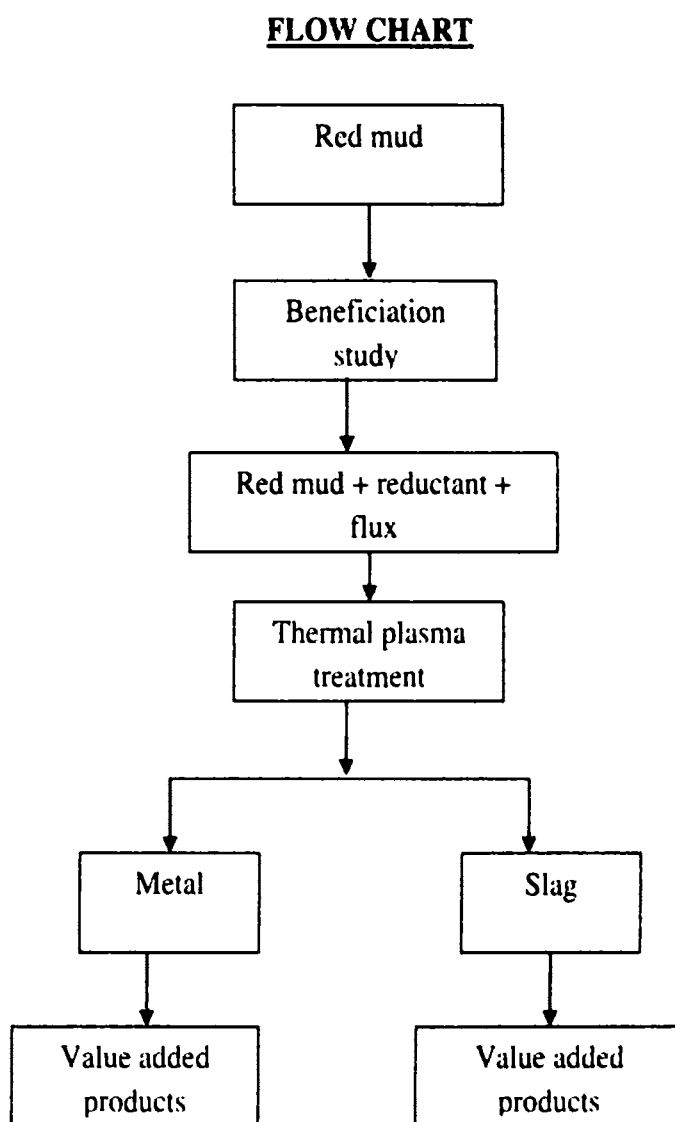 FLOW CHART
Red mud
Beneficiation
study
Red mud + reductant +
flux
Thermal plasma
treatment
Metal
Slag
Value added
products
Value added
products